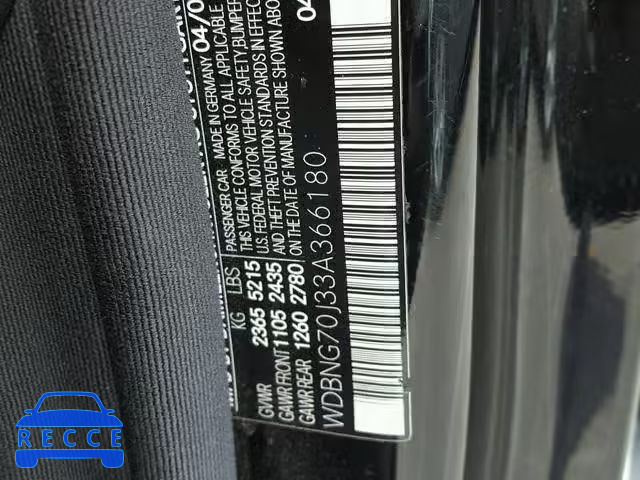 MADE IN GERMANY 04/0
PASSENGER CAR
THIS VEHICLE CONFORMS TO ALL APPLICABLE
U.S. FEDERAL MOTOR VEHICLE SAFETY, BUMPER
AND THEFT PREVENTION STANDARDS IN
ON THE DATE OF MANUFACTURE SHOWN ABO
04
KG LBS
GVWR 2365 5215
GAWR FRONT 1105 2435
GAWR REAR 1260 2780
WDBNG70J33A366180
RECCE